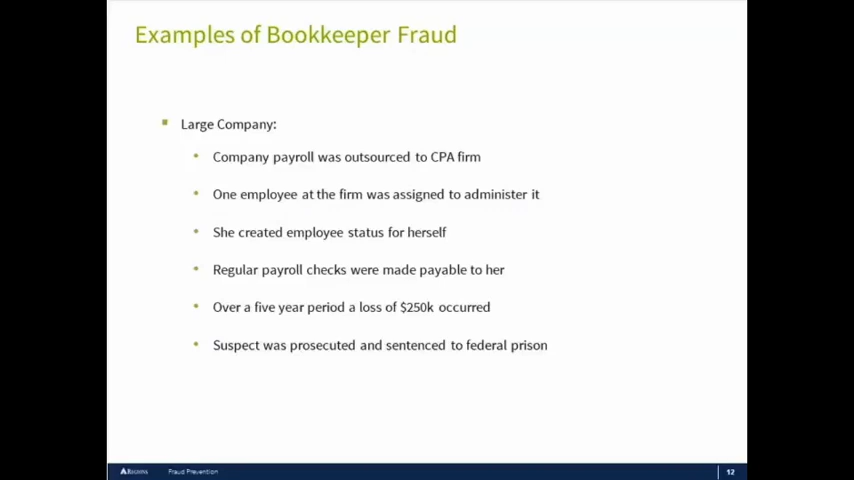 Examples of Bookkeeper Fraud
Large Company:
Company payroll was outsourced to CPA firm
One employee at the firm was assigned to administer it
She created employee status for herself
Regular payroll checks were made payable to her
Over a five year period a loss of $250k occurred
Suspect was prosecuted and sentenced to federal prison
Regions Fraud Prevention 12